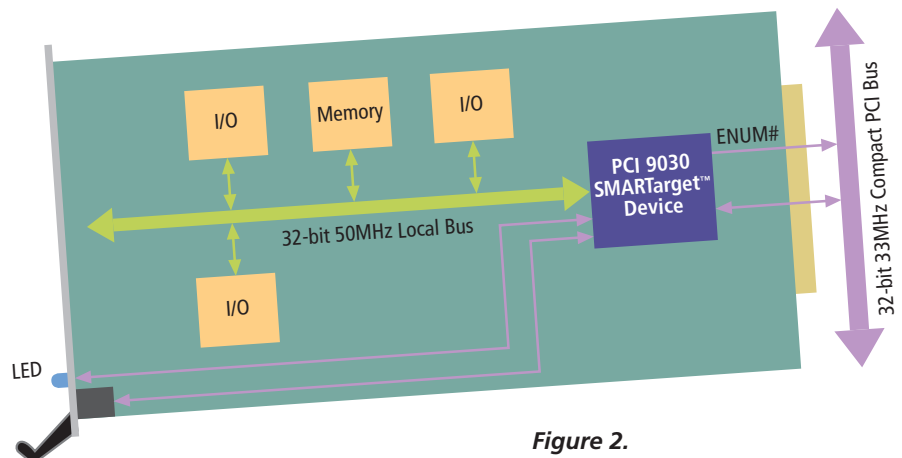 I/O
Memory
I/O
ENUM#
PCI 9030
SMARTarget™
Device
32-bit 33MHz Compact PCI Bus
32-bit 50MHz Local Bus
I/O
LED
Figure 2.